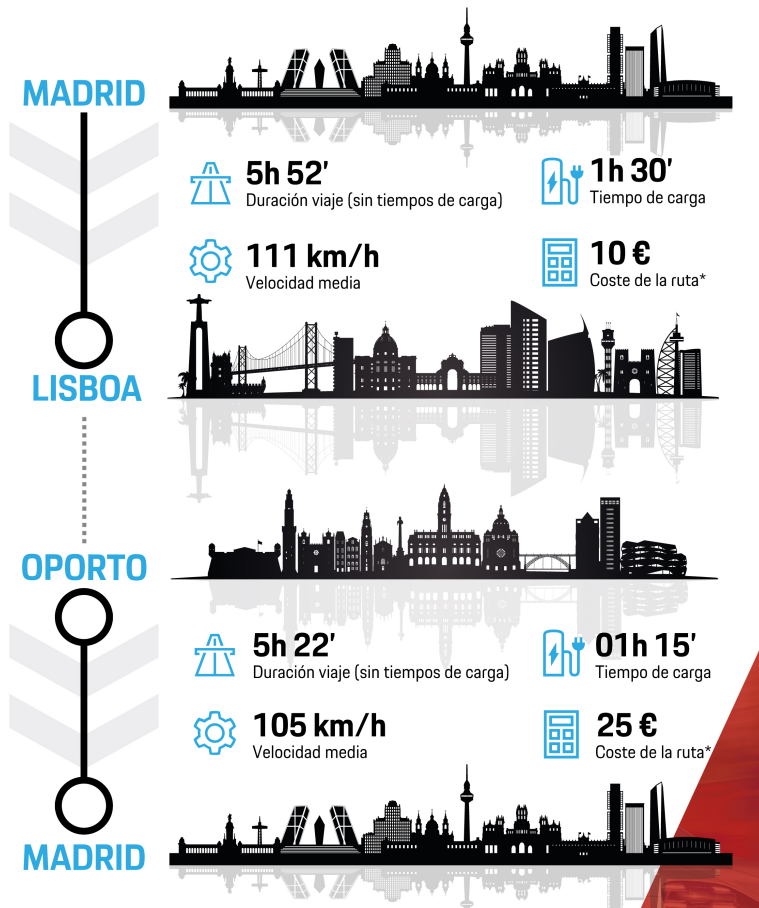 MADRID
5h 52′
Duración viaje (sin tiempos de carga)
1h 30′
Tiempo de carga
111 km/h
Velocidad media
10 €
Coste de la ruta*
LISBOA
OPORTO
5h 22′
Duración viaje (sin tiempos de carga)
01h 15′
Tiempo de carga
105 km/h
Velocidad media
25 €
Coste de la ruta*
MADRID